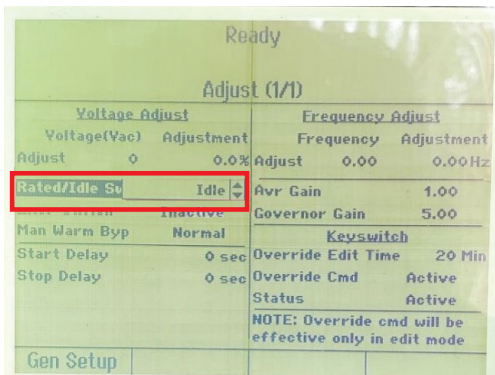 Ready
Adjust (1/1)
Voltage Adjust
Voltage(Vac) Adjustment
Adjust 0 0.0%
Rated/Idle Sw Idle
Inactive
Man Warm Byp Normal
Start Delay 0 sec
Stop Delay 0 sec
Frequency Adjust
Frequency Adjustment
Adjust 0.00 0.00Hz
Avr Gain 1.00
Governor Gain 5.00
Keyswitch
Override Edit Time 20 Min
Override Cmd Active
Status Active
NOTE: Override cmd will be
effective only in edit mode
Gen Setup